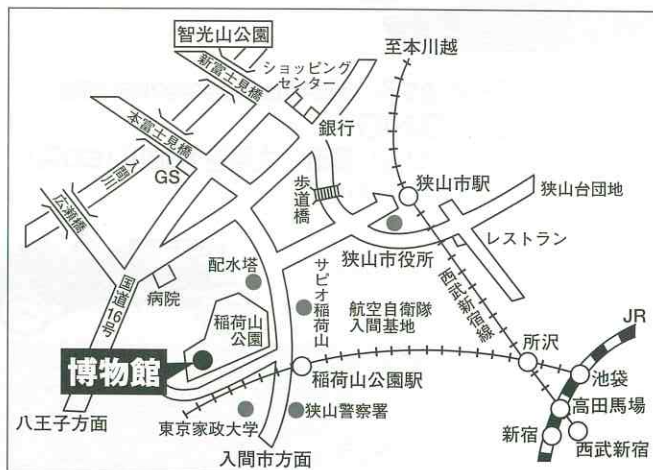 智光山公園
新富士見橋
ショッピング
センター
至本川越
本富士見橋
銀行
入間川
GS
歩道橋
狭山市駅
狭山台団地
広瀬橋
レストラン
狭山市役所
国道16号
病院
配水塔
サピオ稲荷山
航空自衛隊
入間基地
西武新宿線
稲荷山
公園
JR
所沢
博物館
稲荷山公園駅
池袋
高田馬場
八王子方面
東京家政大学
狭山警察署
新宿
西武新宿
入間市方面